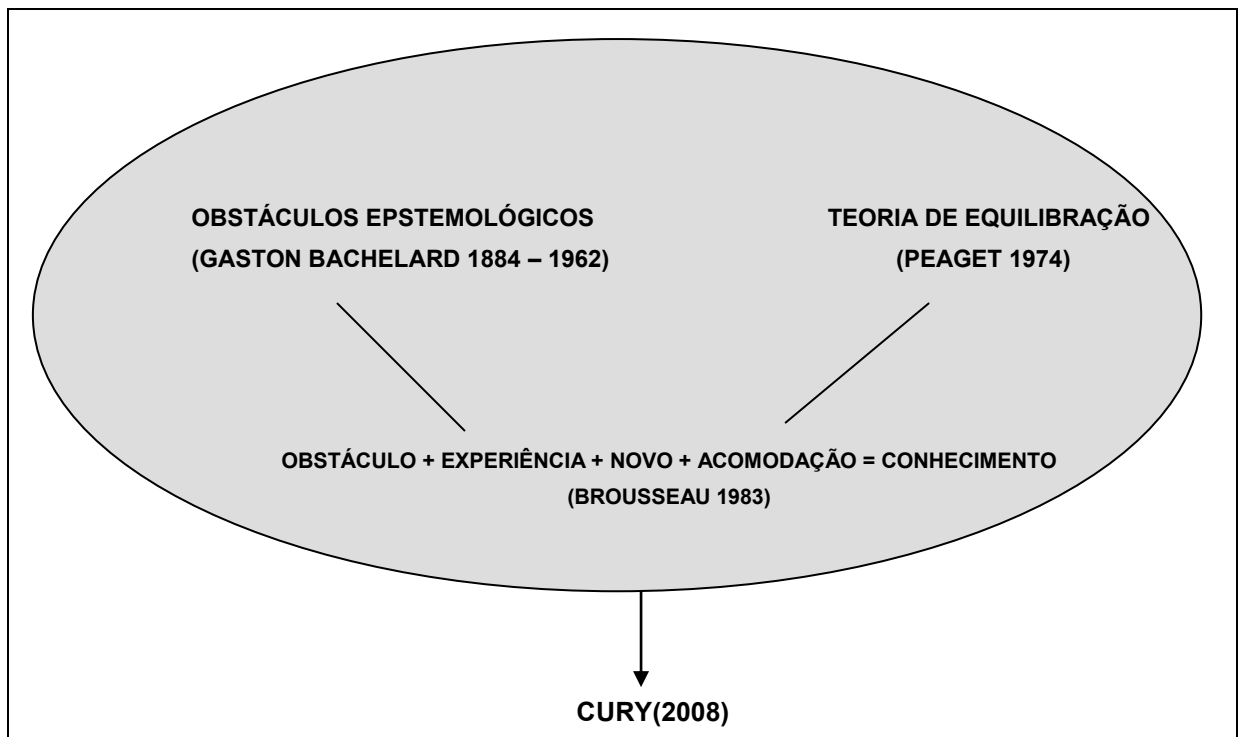 OBSTÁCULOS EPSTEMOLÓGICOS
(GASTON BACHELARD 1884 – 1962)
TEORIA DE EQUILIBRAÇÃO
(PEAGET 1974)
OBSTÁCULO + EXPERIÊNCIA + NOVO + ACOMODAÇÃO = CONHECIMENTO
(BROUSSEAU 1983)
CURY(2008)